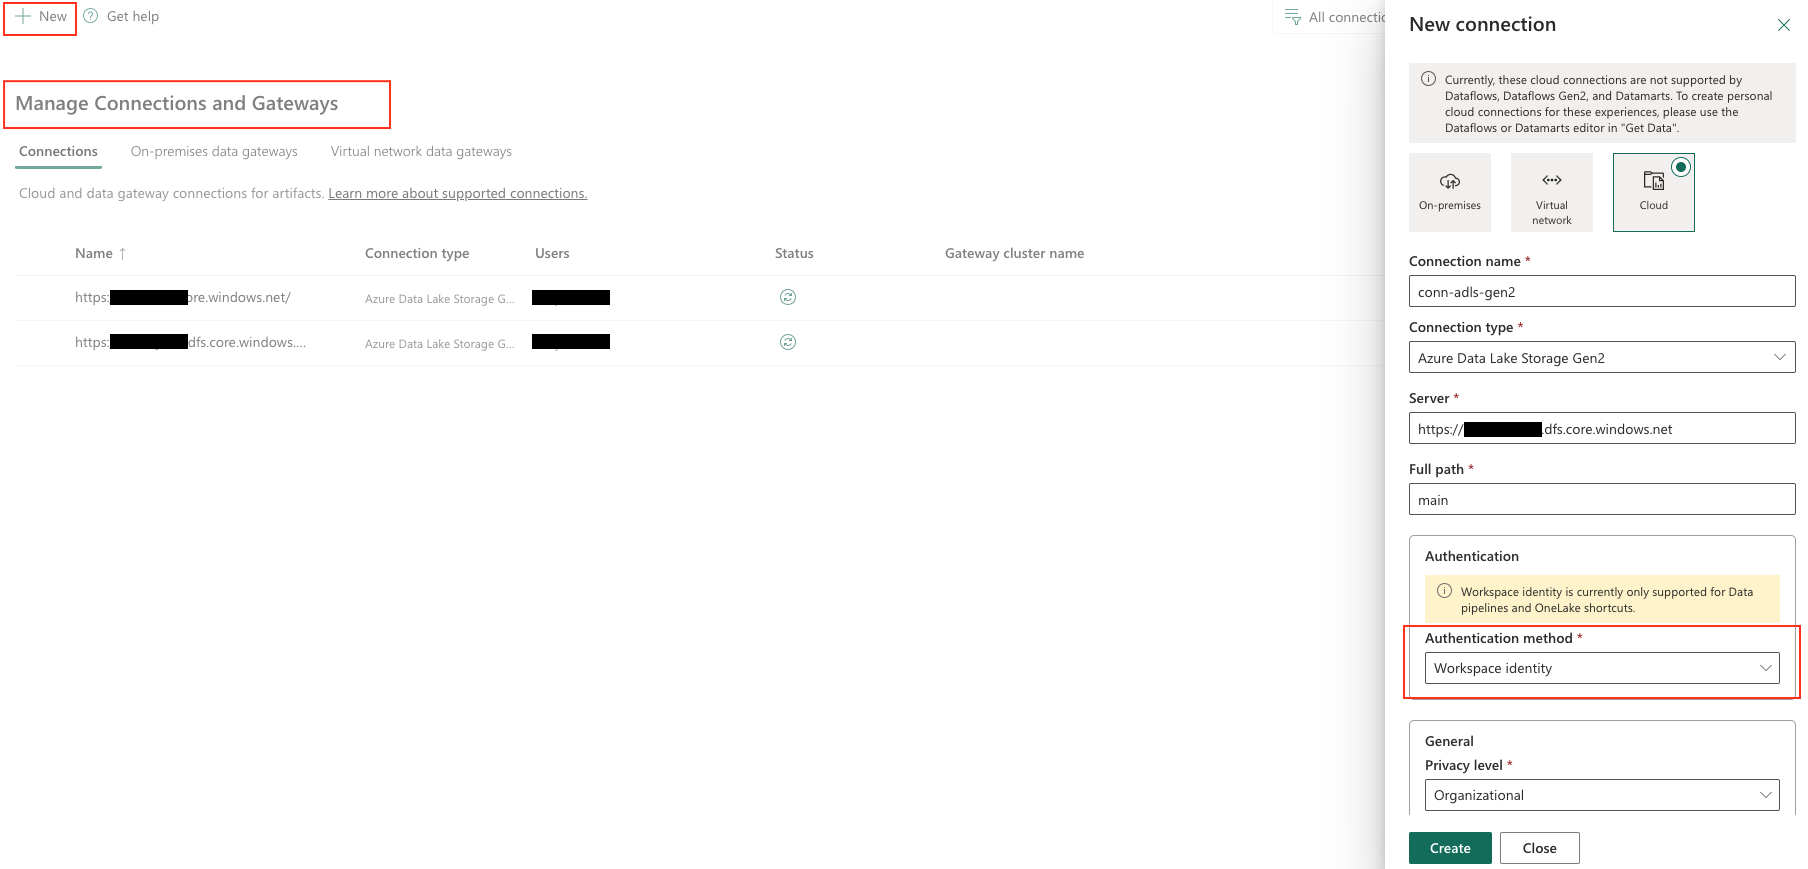 New
Get help
All connectio
Manage Connections and Gateways
Connections
On-premises data gateways
Virtual network data gateways
Cloud and data gateway connections for artifacts. Learn more about supported connections.
Name ↑
Connection type
Users
Status
Gateway cluster name
https: ore.windows.net/
Azure Data Lake Storage G...
https: dfs.core.windows....
Azure Data Lake Storage G...
New connection
Currently, these cloud connections are not supported by
Dataflows, Dataflows Gen2, and Datamarts. To create personal
cloud connections for these experiences, please use the
Dataflows or Datamarts editor in "Get Data".
On-premises
Virtual
network
Cloud
Connection name *
conn-adls-gen2
Connection type *
Azure Data Lake Storage Gen2
Server *
https:// .dfs.core.windows.net
Full path *
main
Authentication
Workspace identity is currently only supported for Data
pipelines and OneLake shortcuts.
Authentication method *
Workspace identity
General
Privacy level *
Organizational
Create
Close